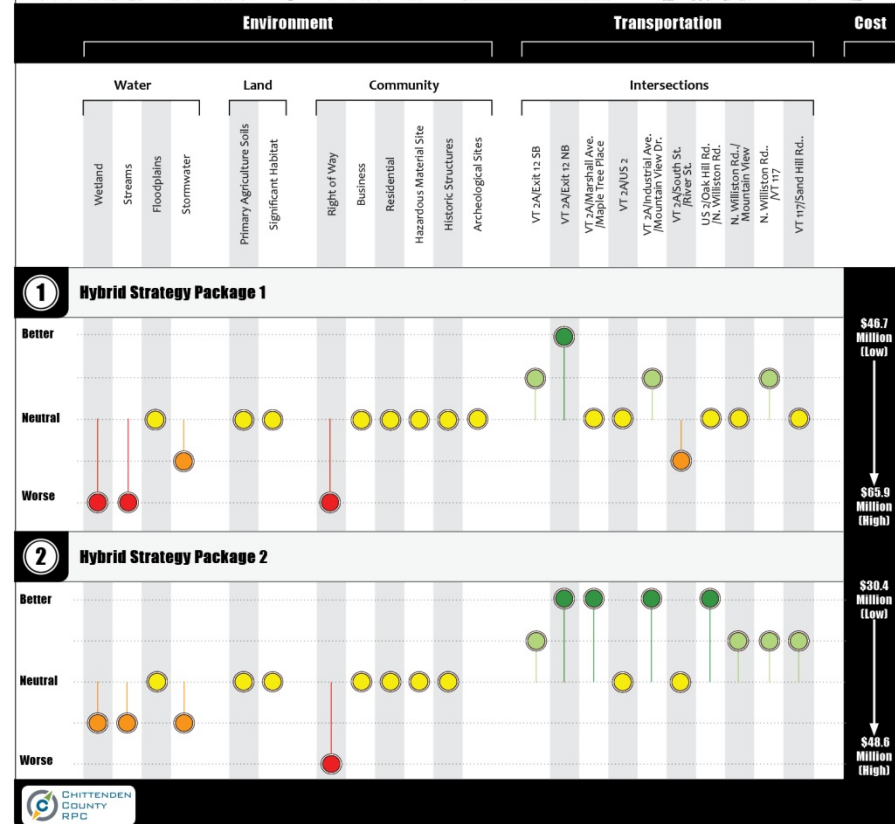 Environment
Transportation
Cost
Water
Land
Community
Intersections
Wetland
Streams
Floodplains
Stormwater
Primary Agriculture Soils
Significant Habitat
Right of Way
Business
Residential
Hazardous Material Site
Historic Structures
Archeological Sites
VT 2A/Exit 12 SB
VT 2A/Exit 12 NB
VT 2A/Marshall Ave.
/Maple Tree Place
VT 2A/US 2
VT 2A/Industrial Ave.
/Mountain View Dr.
VT 2A/South St.
/River St.
US 2/Oak Hill Rd.
/N. Williston Rd.
N. Williston Rd../
Mountain View
N. Williston Rd..
/VT 117
VT 117/Sand Hill Rd..
1
Hybrid Strategy Package 1
Better
Neutral
Worse
$46.7
Million
(Low)
$65.9
Million
(High)
2
Hybrid Strategy Package 2
Better
Neutral
Worse
$30.4
Million
(Low)
$48.6
Million
(High)
C
CHITTENDEN
COUNTY
RPC